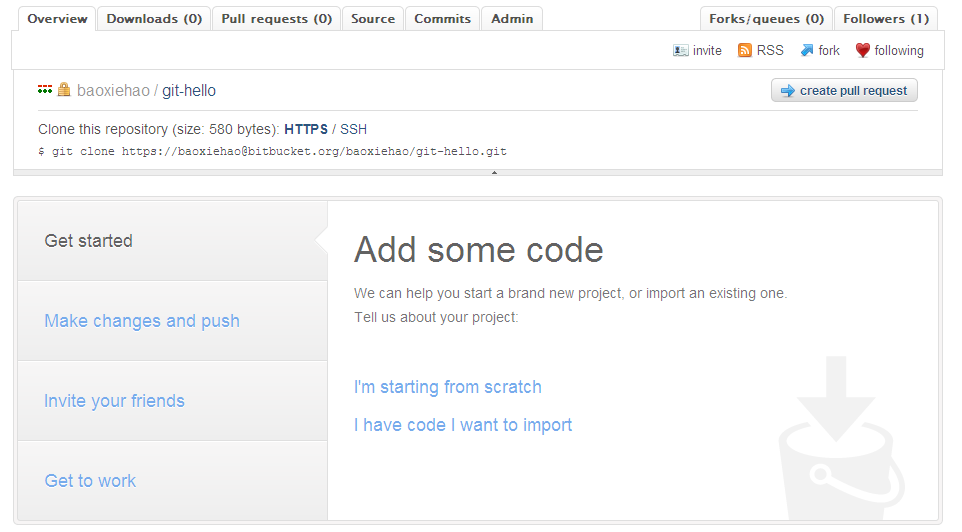 Overview Downloads (0) Pull requests (0) Source Commits Admin Forks/queues (0) Followers (1)
invite RSS fork following
baoxiehao / git-hello create pull request
Clone this repository (size: 580 bytes): HTTPS / SSH
$ git clone https://baoxiehao@bitbucket.org/baoxiehao/git-hello.git
Get started
Make changes and push
Invite your friends
Get to work
Add some code
We can help you start a brand new project, or import an existing one.
Tell us about your project:
I'm starting from scratch
I have code I want to import